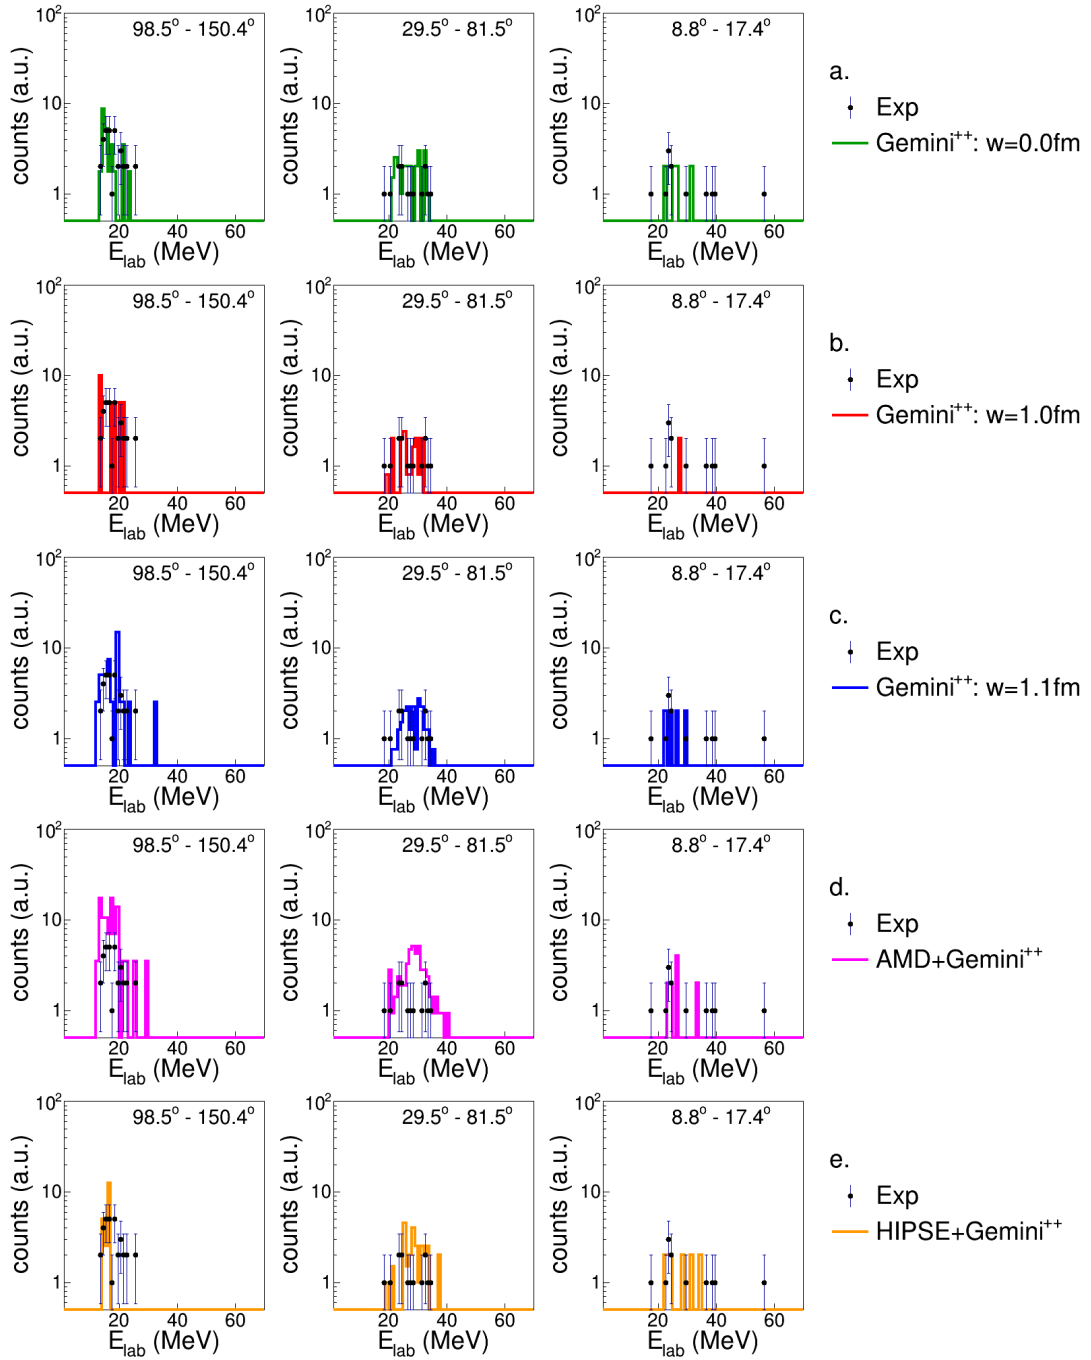 98.5° - 150.4°
29.5° - 81.5°
8.8° - 17.4°
counts (a.u.)
10²
10
1
20 40 60
E_lab (MeV)
counts (a.u.)
10²
10
1
20 40 60
E_lab (MeV)
counts (a.u.)
10²
10
1
20 40 60
E_lab (MeV)
a.
Exp
Gemini⁺⁺: w=0.0fm
98.5° - 150.4°
29.5° - 81.5°
8.8° - 17.4°
counts (a.u.)
10²
10
1
20 40 60
E_lab (MeV)
counts (a.u.)
10²
10
1
20 40 60
E_lab (MeV)
counts (a.u.)
10²
10
1
20 40 60
E_lab (MeV)
b.
Exp
Gemini⁺⁺: w=1.0fm
98.5° - 150.4°
29.5° - 81.5°
8.8° - 17.4°
counts (a.u.)
10²
10
1
20 40 60
E_lab (MeV)
counts (a.u.)
10²
10
1
20 40 60
E_lab (MeV)
counts (a.u.)
10²
10
1
20 40 60
E_lab (MeV)
c.
Exp
Gemini⁺⁺: w=1.1fm
98.5° - 150.4°
29.5° - 81.5°
8.8° - 17.4°
counts (a.u.)
10²
10
1
20 40 60
E_lab (MeV)
counts (a.u.)
10²
10
1
20 40 60
E_lab (MeV)
counts (a.u.)
10²
10
1
20 40 60
E_lab (MeV)
d.
Exp
AMD+Gemini⁺⁺
98.5° - 150.4°
29.5° - 81.5°
8.8° - 17.4°
counts (a.u.)
10²
10
1
20 40 60
E_lab (MeV)
counts (a.u.)
10²
10
1
20 40 60
E_lab (MeV)
counts (a.u.)
10²
10
1
20 40 60
E_lab (MeV)
e.
Exp
HIPSE+Gemini⁺⁺